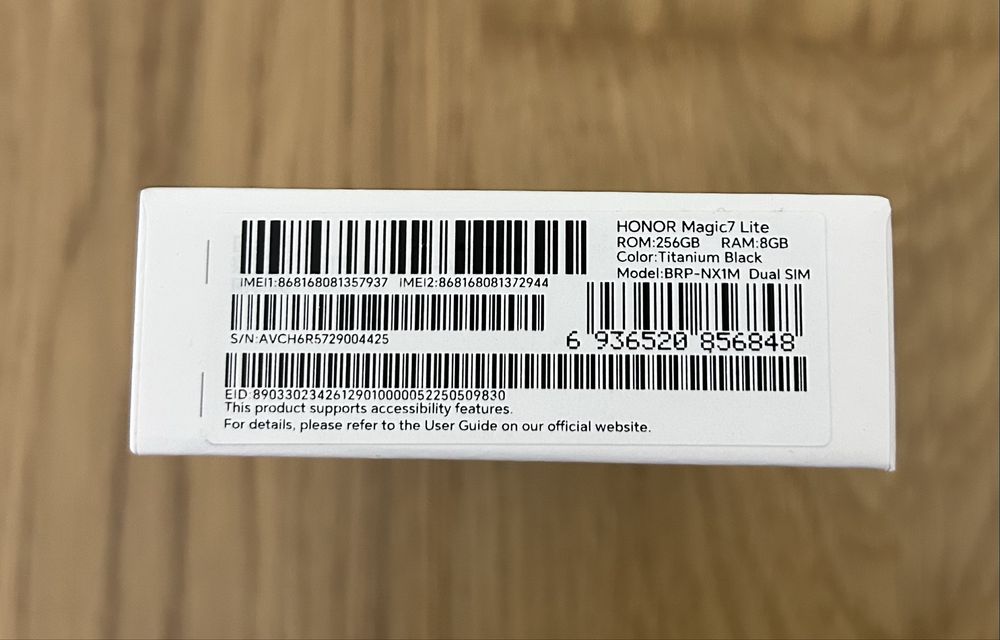 HONOR Magic7 Lite
ROM:256GB RAM:8GB
Color:Titanium Black
Model:BRP-NX1M Dual SIM
IMEI1:868168081357937 IMEI2:868168081372944
S/N:AVCH6R5729004425
6 936520 856848
EID:89033023426129010000052250509830
This product supports accessibility features.
For details, please refer to the User Guide on our official website.